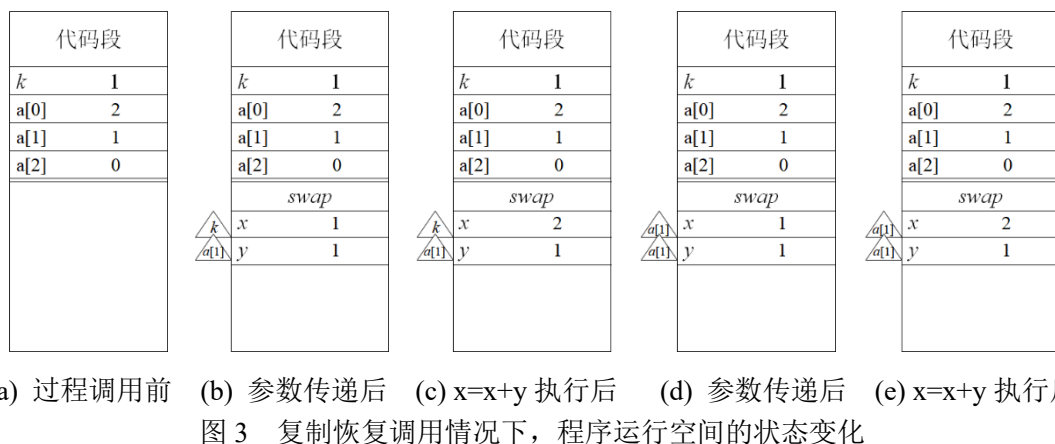 代码段 代码段 代码段 代码段 代码段
k 1 k 1 k 1 k 1 k 1
a[0] 2 a[0] 2 a[0] 2 a[0] 2 a[0] 2
a[1] 1 a[1] 1 a[1] 1 a[1] 1 a[1] 1
a[2] 0 a[2] 0 a[2] 0 a[2] 0 a[2] 0
swap swap swap swap
k x 1 k x 2 a[1] x 1 a[1] x 2
a[1] y 1 a[1] y 1 a[1] y 1 a[1] y 1
a) 过程调用前 (b) 参数传递后 (c) x=x+y 执行后 (d) 参数传递后 (e) x=x+y 执行
图 3 复制恢复调用情况下，程序运行空间的状态变化